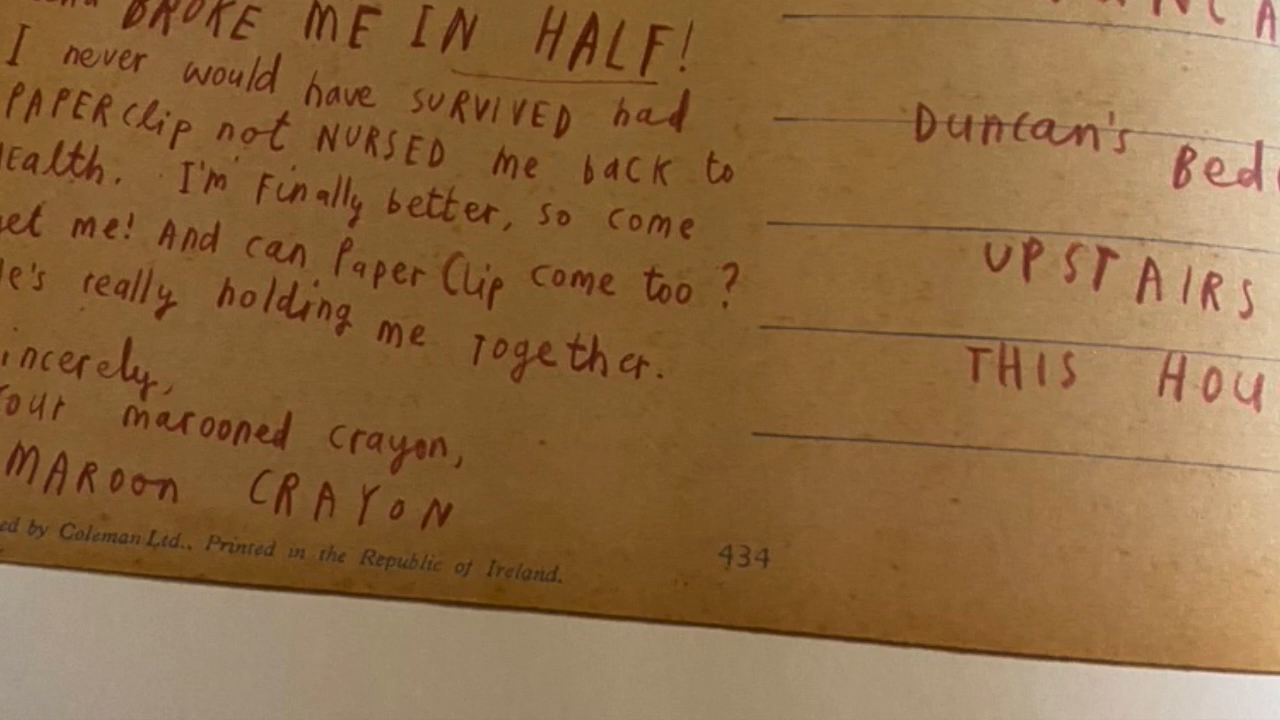 BROKE ME IN HALF!
I never would have SURVIVED had
PAPERclip not NURSED me back to
ealth. I'm Finally better, so come
et me! And can Paper Clip come too?
e's really holding me Together.
incerely,
our marooned crayon,
MAROON CRAYON
ed by Coleman Ltd.. Printed in the Republic of Ireland.
434
Duncan's Bed
UPSTAIRS
THIS HOU